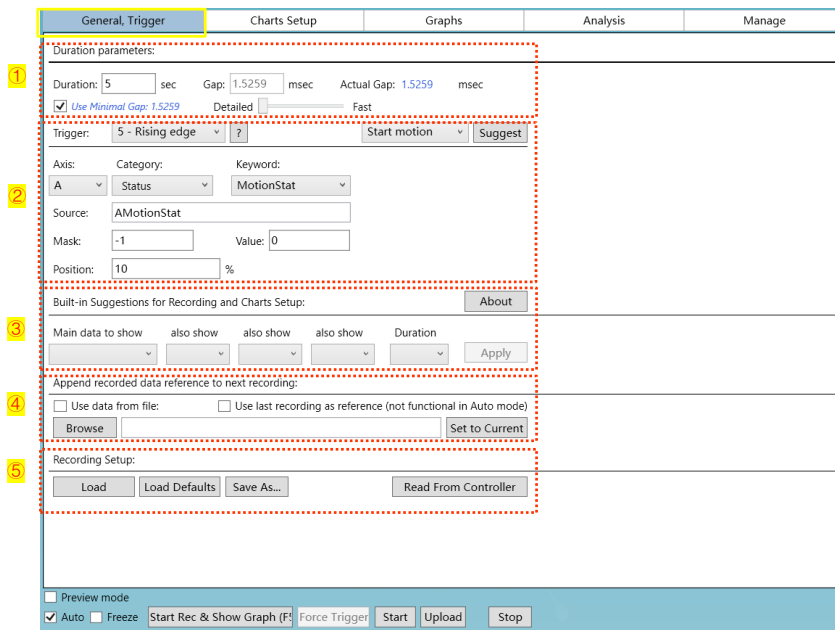 General, Trigger Charts Setup Graphs Analysis Manage
① Duration parameters:
Duration: 5 sec Gap: 1.5259 msec Actual Gap: 1.5259 msec
Use Minimal Gap: 1.5259 Detailed Fast
② Trigger: 5 - Rising edge ? Start motion Suggest
Axis: Category: Keyword:
A Status MotionStat
Source: AMotionStat
Mask: -1 Value: 0
Position: 10 %
③ Built-in Suggestions for Recording and Charts Setup: About
Main data to show also show also show also show Duration
Apply
④ Append recorded data reference to next recording:
Use data from file: Use last recording as reference (not functional in Auto mode)
Browse Set to Current
⑤ Recording Setup:
Load Load Defaults Save As... Read From Controller
Preview mode
Auto Freeze Start Rec & Show Graph (F5 Force Trigger Start Upload Stop